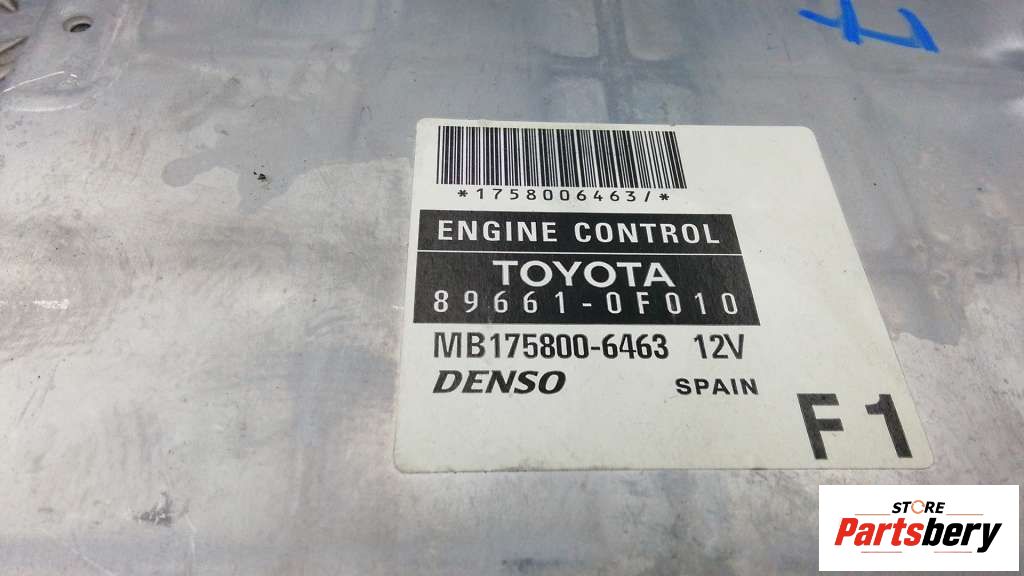 *1758006463/*
ENGINE CONTROL
TOYOTA
89661-0F010
MB175800-6463 12V
DENSO SPAIN
F1
STORE
Partsbery